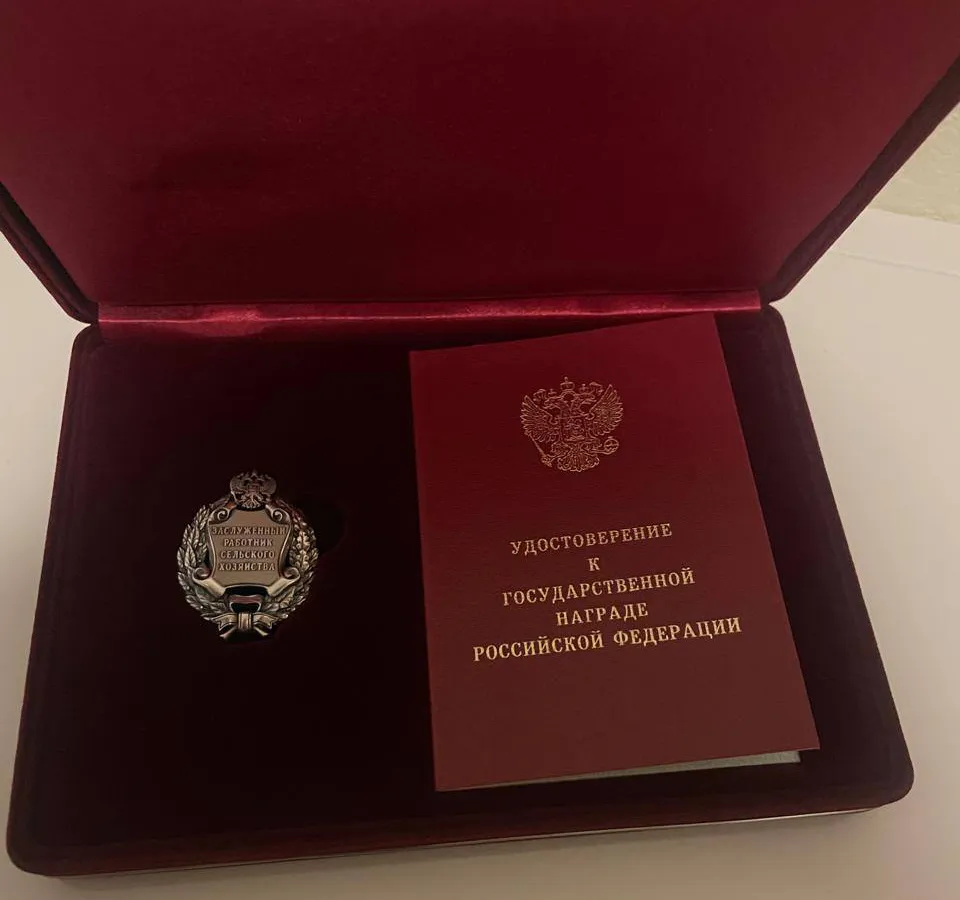 ЗАСЛУЖЕННЫЙ
РАБОТНИК
СЕЛЬСКОГО
ХОЗЯЙСТВА
УДОСТОВЕРЕНИЕ
К
ГОСУДАРСТВЕННОЙ
НАГРАДЕ
РОССИЙСКОЙ ФЕДЕРАЦИИ